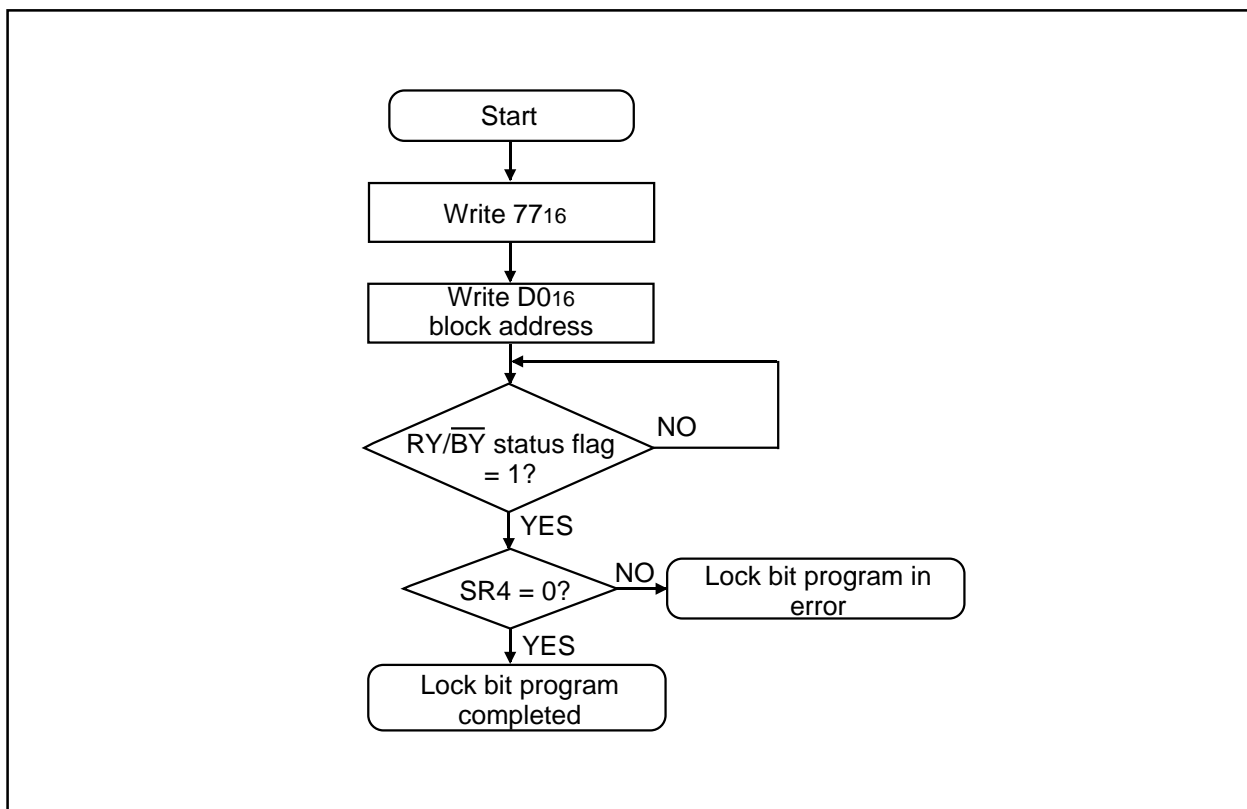 Start
Write 7716
Write D016
block address
NO
RY/B̅Y̅ status flag
= 1?
YES
SR4 = 0?
NO
Lock bit program in
error
YES
Lock bit program
completed